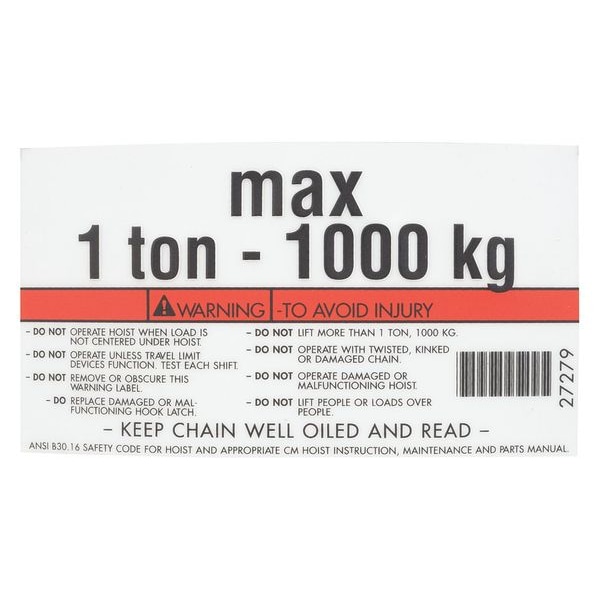 max
1 ton - 1000 kg
⚠WARNING -TO AVOID INJURY
- DO NOT OPERATE HOIST WHEN LOAD IS
NOT CENTERED UNDER HOIST.
- DO NOT OPERATE UNLESS TRAVEL LIMIT
DEVICES FUNCTION. TEST EACH SHIFT.
- DO NOT REMOVE OR OBSCURE THIS
WARNING LABEL.
- DO REPLACE DAMAGED OR MAL-
FUNCTIONING HOOK LATCH.
- DO NOT LIFT MORE THAN 1 TON, 1000 KG.
- DO NOT OPERATE WITH TWISTED, KINKED
OR DAMAGED CHAIN.
- DO NOT OPERATE DAMAGED OR
MALFUNCTIONING HOIST.
- DO NOT LIFT PEOPLE OR LOADS OVER
PEOPLE.
27279
- KEEP CHAIN WELL OILED AND READ -
ANSI B30.16 SAFETY CODE FOR HOIST AND APPROPRIATE CM HOIST INSTRUCTION, MAINTENANCE AND PARTS MANUAL.